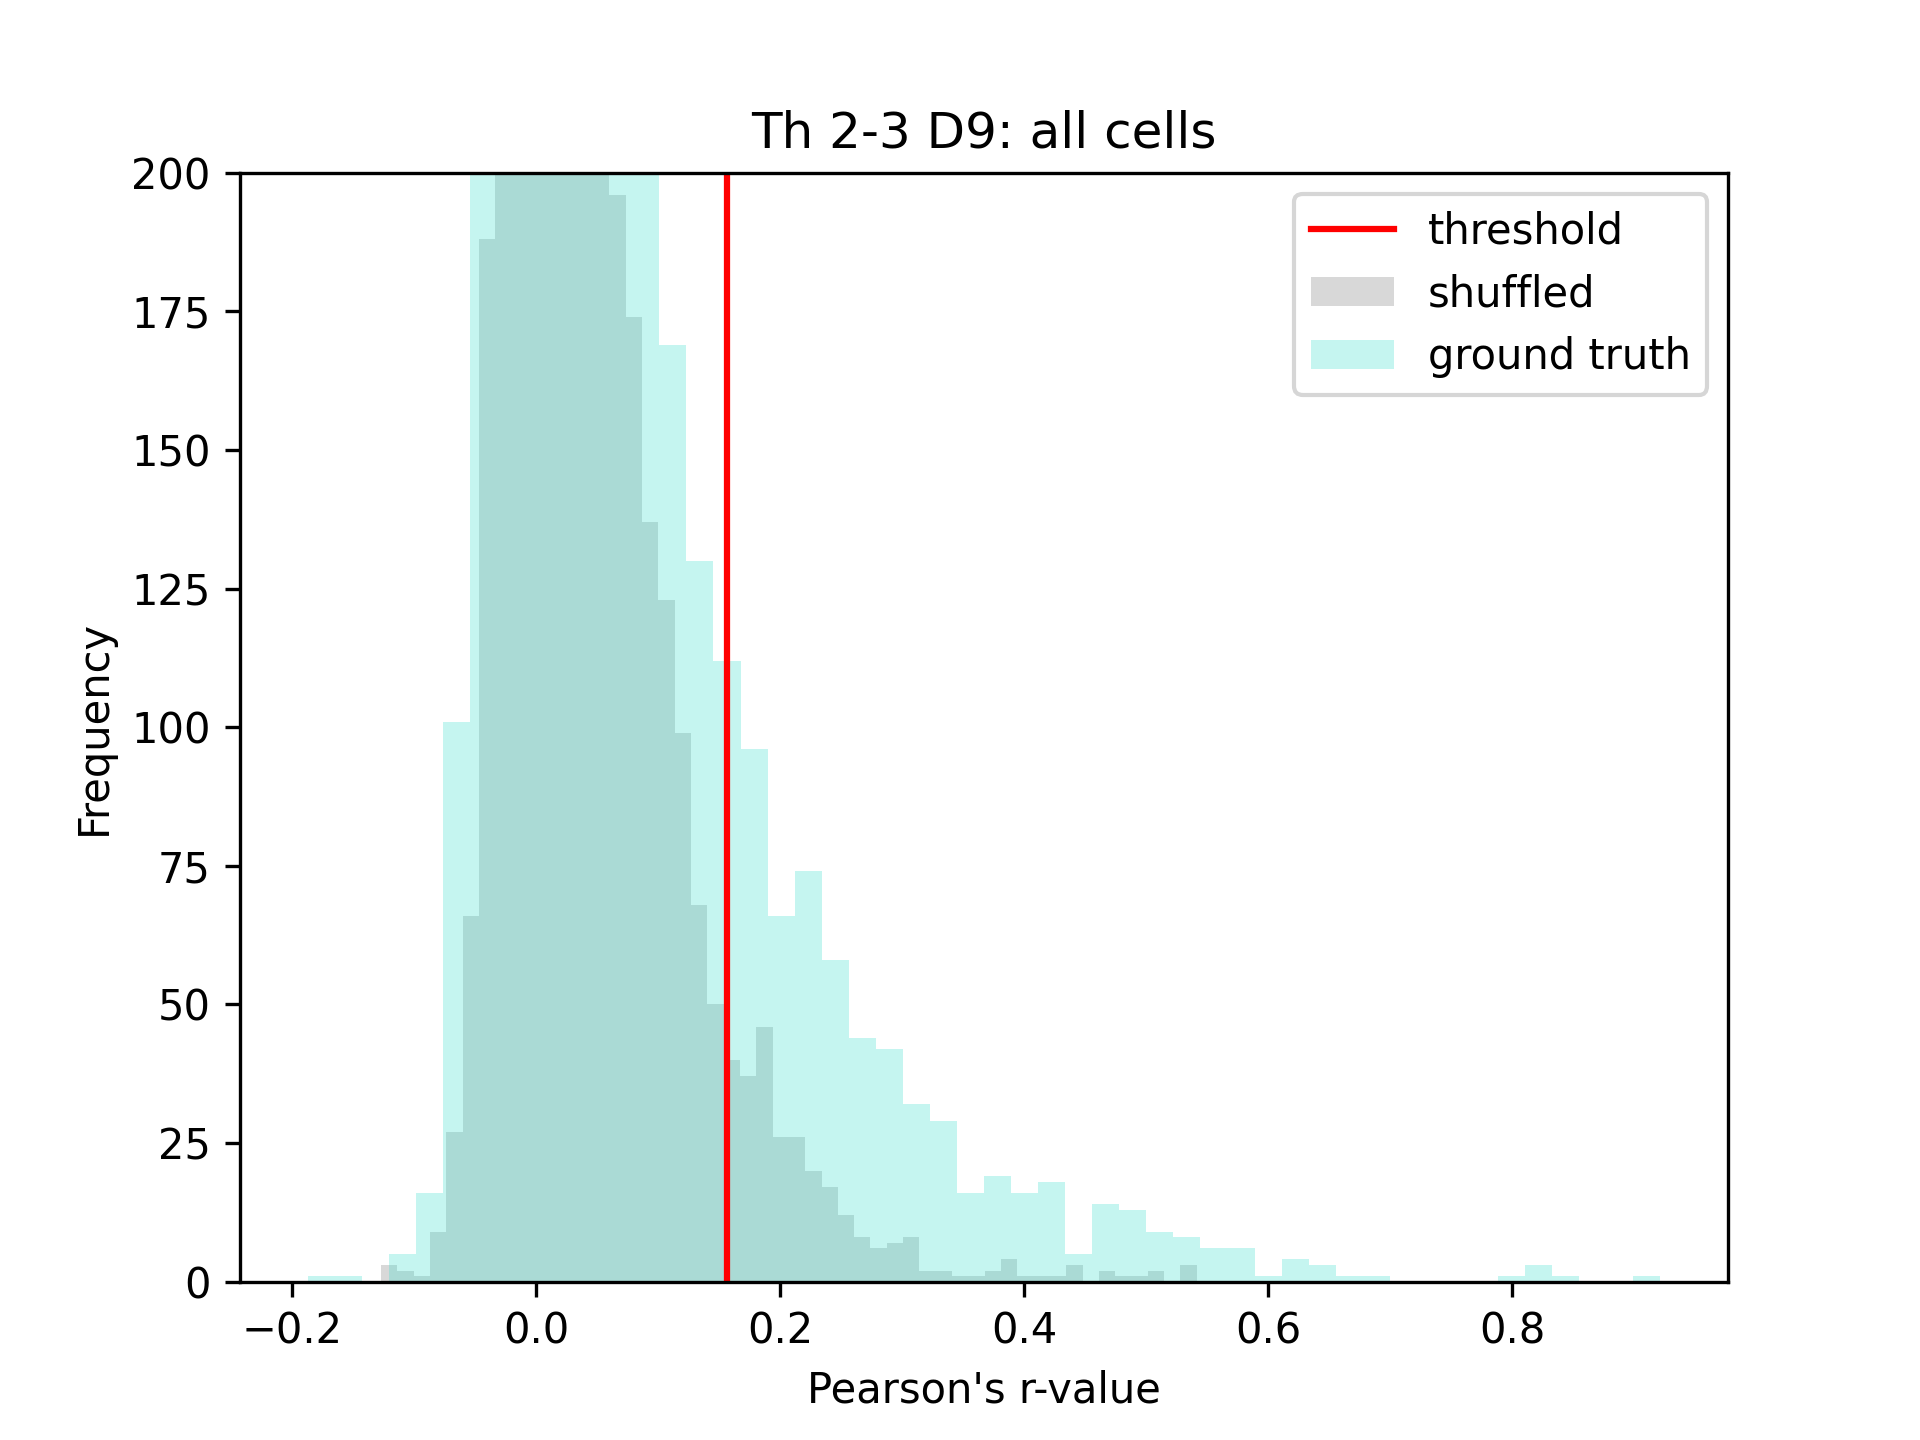 Th 2-3 D9: all cells
200
175
150
125
100
75
50
25
0
Frequency
threshold
shuffled
ground truth
−0.2 0.0 0.2 0.4 0.6 0.8
Pearson's r-value